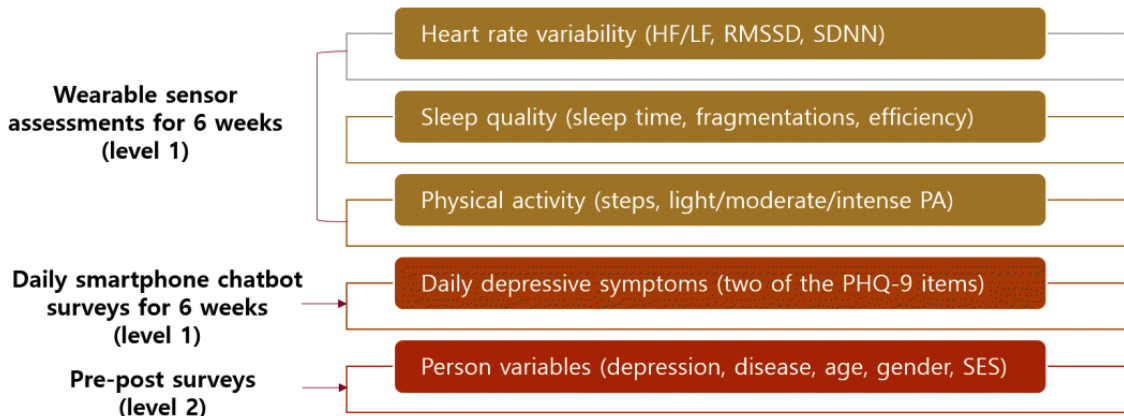 Heart rate variability (HF/LF, RMSSD, SDNN)
Wearable sensor
assessments for 6 weeks
(level 1)
Sleep quality (sleep time, fragmentations, efficiency)
Physical activity (steps, light/moderate/intense PA)
Daily smartphone chatbot
surveys for 6 weeks
(level 1)
Daily depressive symptoms (two of the PHQ-9 items)
Pre-post surveys
(level 2)
Person variables (depression, disease, age, gender, SES)